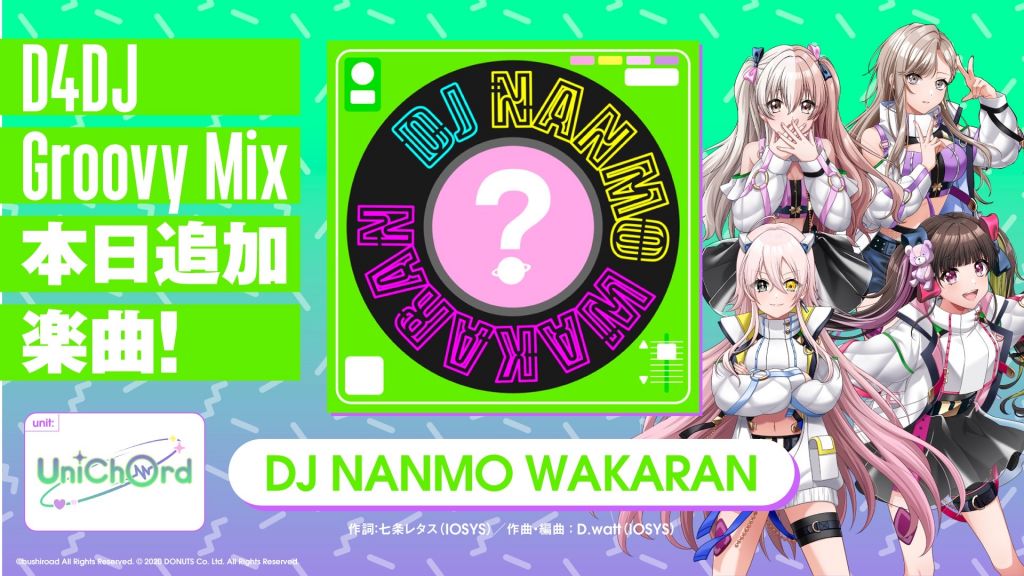 D4DJ
Groovy Mix
本日追加
楽曲!
DJ NANMO WAKARAN
?
unit:
UniChOrd
DJ NANMO WAKARAN
作詞:七条レタス(IOSYS) / 作曲・編曲:D.watt(IOSYS)
©bushiroad All Rights Reserved. © 2020 DONUTS Co. Ltd. All Rights Reserved.